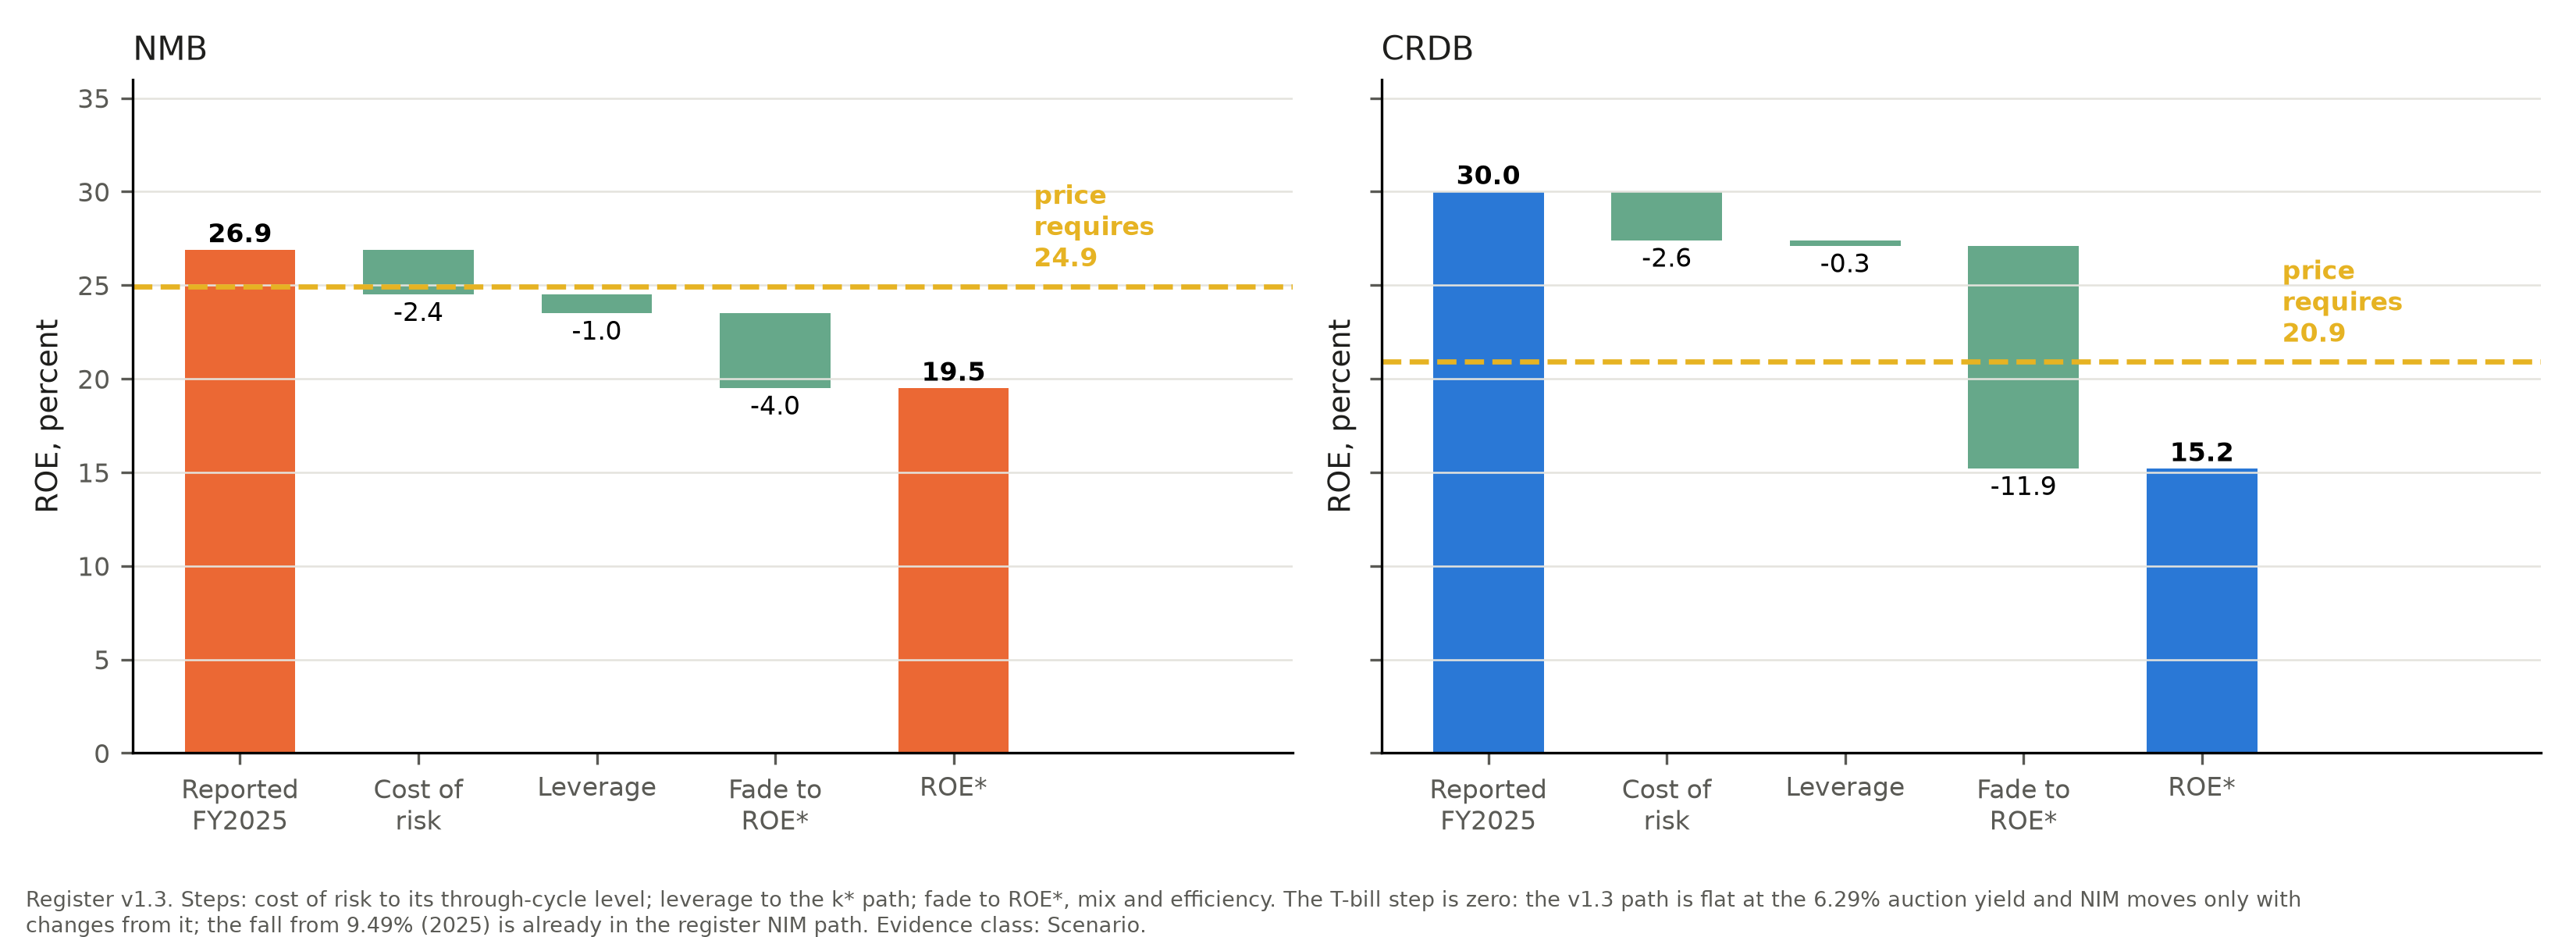 NMB
ROE, percent
35
30
25
20
15
10
5
0
26.9
-2.4
-1.0
-4.0
19.5
price
requires
24.9
Reported
FY2025
Cost of
risk
Leverage
Fade to
ROE*
ROE*
CRDB
ROE, percent
30.0
-2.6
-0.3
-11.9
15.2
price
requires
20.9
Reported
FY2025
Cost of
risk
Leverage
Fade to
ROE*
ROE*
Register v1.3. Steps: cost of risk to its through-cycle level; leverage to the k* path; fade to ROE*, mix and efficiency. The T-bill step is zero: the v1.3 path is flat at the 6.29% auction yield and NIM moves only with
changes from it; the fall from 9.49% (2025) is already in the register NIM path. Evidence class: Scenario.